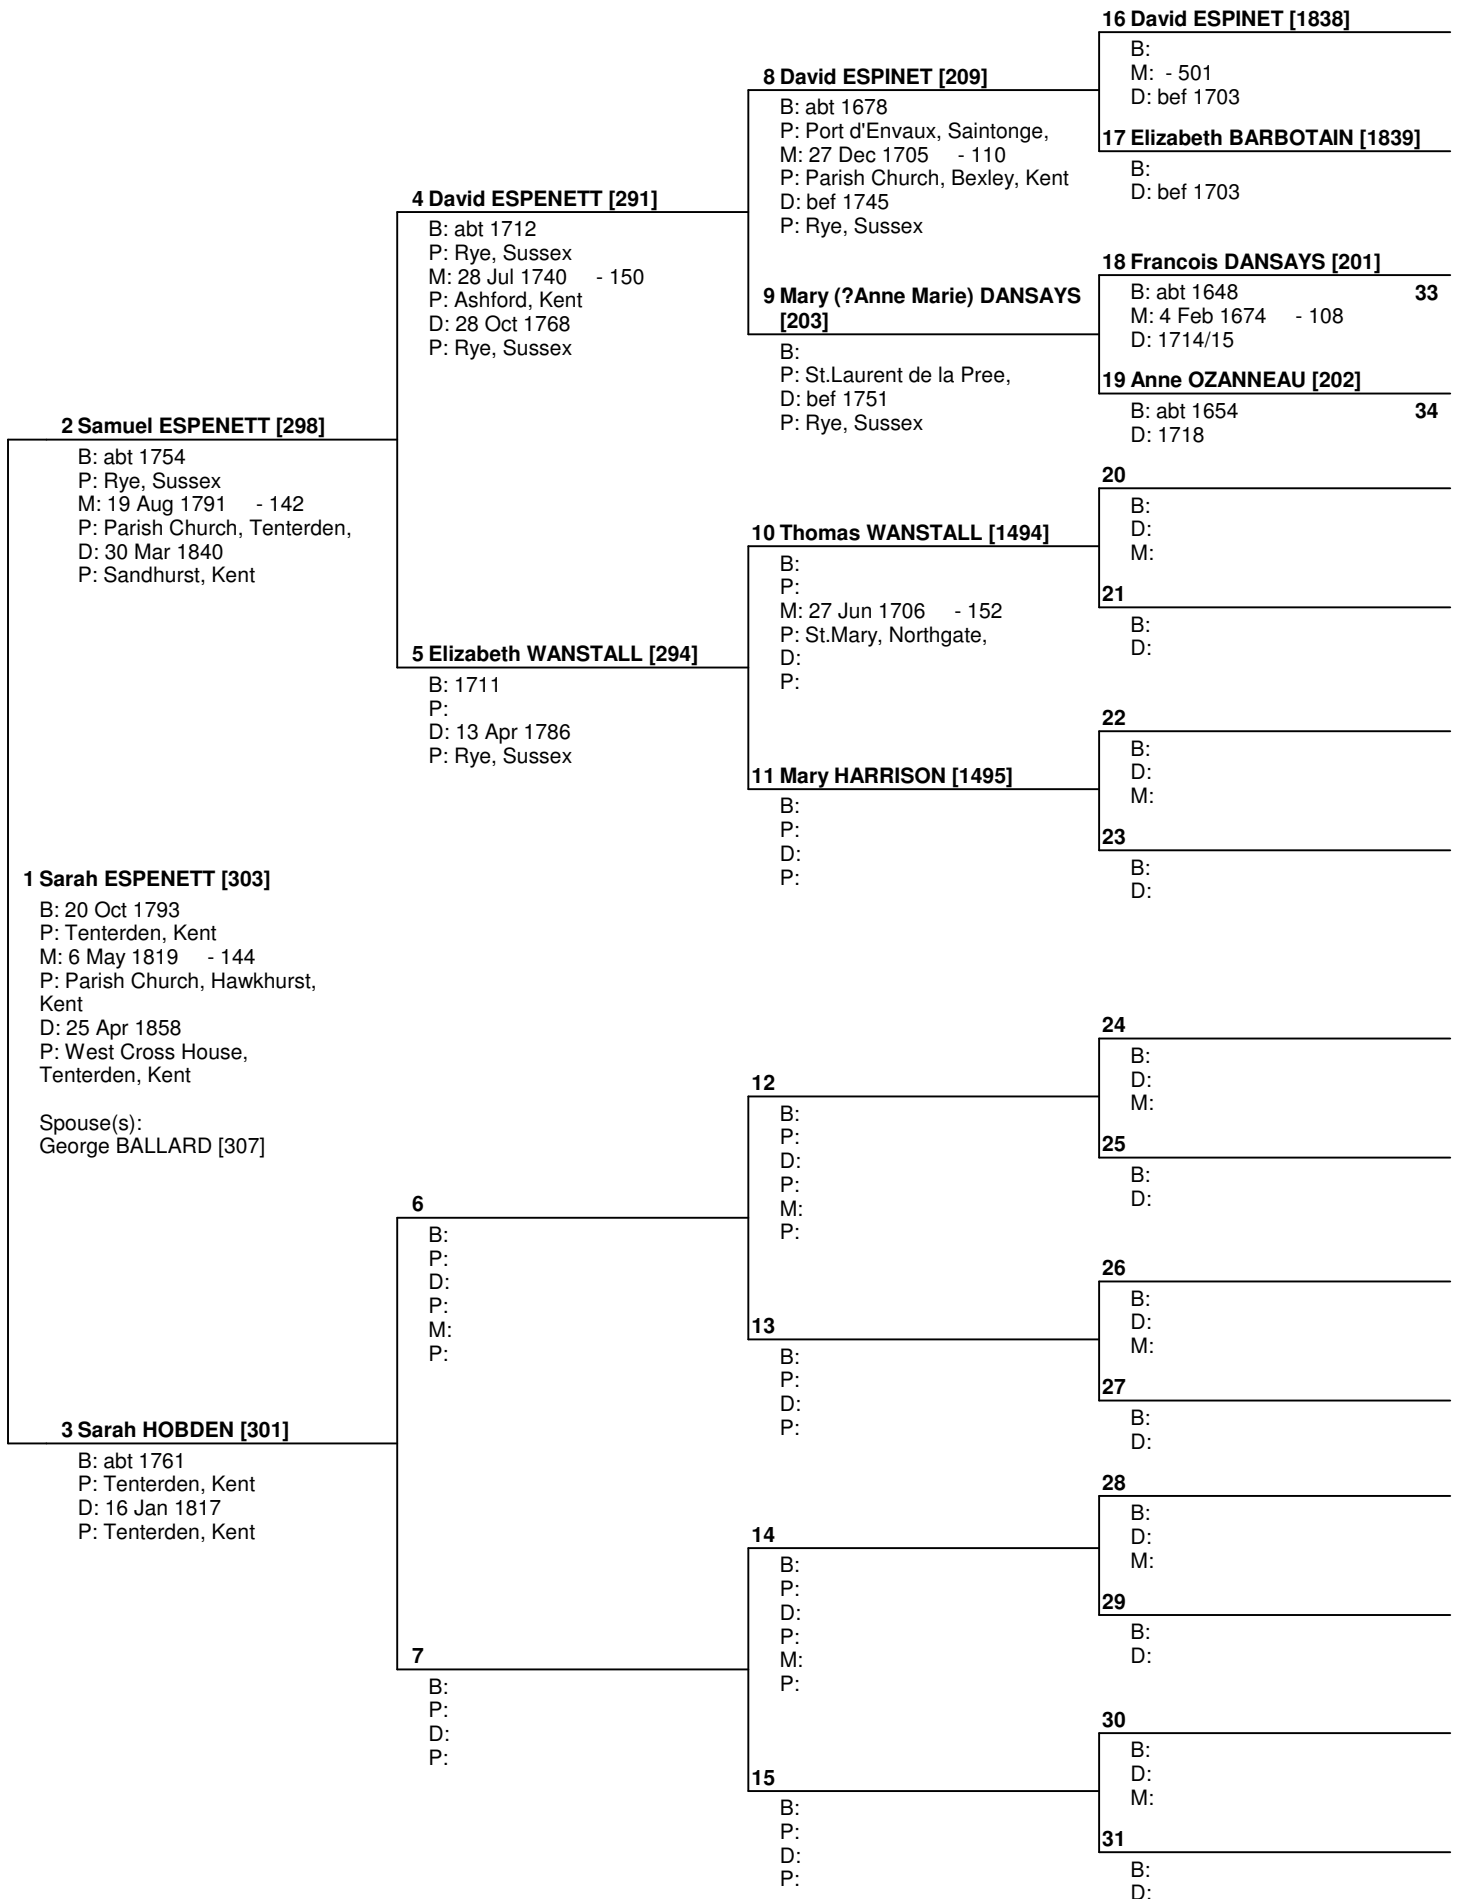 1 Sarah ESPENETT [303]
B: 20 Oct 1793
P: Tenterden, Kent
M: 6 May 1819 - 144
P: Parish Church, Hawkhurst,
Kent
D: 25 Apr 1858
P: West Cross House,
Tenterden, Kent
Spouse(s):
George BALLARD [307]
2 Samuel ESPENETT [298]
B: abt 1754
P: Rye, Sussex
M: 19 Aug 1791 - 142
P: Parish Church, Tenterden,
D: 30 Mar 1840
P: Sandhurst, Kent
3 Sarah HOBDEN [301]
B: abt 1761
P: Tenterden, Kent
D: 16 Jan 1817
P: Tenterden, Kent
4 David ESPENETT [291]
B: abt 1712
P: Rye, Sussex
M: 28 Jul 1740 - 150
P: Ashford, Kent
D: 28 Oct 1768
P: Rye, Sussex
5 Elizabeth WANSTALL [294]
B: 1711
P:
D: 13 Apr 1786
P: Rye, Sussex
6
B:
P:
D:
P:
M:
P:
7
B:
P:
D:
P:
8 David ESPINET [209]
B: abt 1678
P: Port d'Envaux, Saintonge,
M: 27 Dec 1705 - 110
P: Parish Church, Bexley, Kent
D: bef 1745
P: Rye, Sussex
9 Mary (?Anne Marie) DANSAYS
[203]
B:
P: St.Laurent de la Pree,
D: bef 1751
P: Rye, Sussex
10 Thomas WANSTALL [1494]
B:
P:
M: 27 Jun 1706 - 152
P: St.Mary, Northgate,
D:
P:
11 Mary HARRISON [1495]
B:
P:
D:
P:
12
B:
P:
D:
P:
M:
P:
13
B:
P:
D:
P:
14
B:
P:
D:
P:
M:
P:
15
B:
P:
D:
P:
16 David ESPINET [1838]
B:
M: - 501
D: bef 1703
17 Elizabeth BARBOTAIN [1839]
B:
D: bef 1703
18 Francois DANSAYS [201]
B: abt 1648 33
M: 4 Feb 1674 - 108
D: 1714/15
19 Anne OZANNEAU [202]
B: abt 1654 34
D: 1718
20
B:
D:
M:
21
B:
D:
22
B:
D:
M:
23
B:
D:
24
B:
D:
M:
25
B:
D:
26
B:
D:
M:
27
B:
D:
28
B:
D:
M:
29
B:
D:
30
B:
D:
M:
31
B:
D: